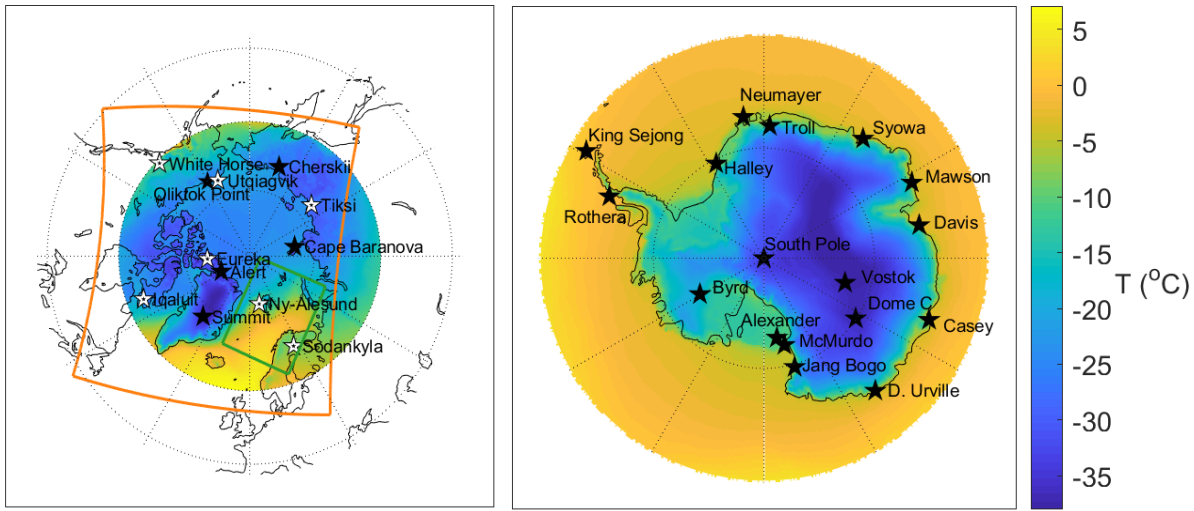 White Horse
Cherskii
Utqiagvik
Oliktok Point
Tiksi
Cape Baranova
Eureka
Alert
Iqaluit
Ny-Alesund
Summit
Sodankyla
Neumayer
King Sejong
Troll
Syowa
Halley
Mawson
Rothera
Davis
South Pole
Vostok
Byrd
Dome C
Alexander
Casey
McMurdo
Jang Bogo
D. Urville
5
0
-5
-10
-15
-20
-25
-30
-35
T (°C)